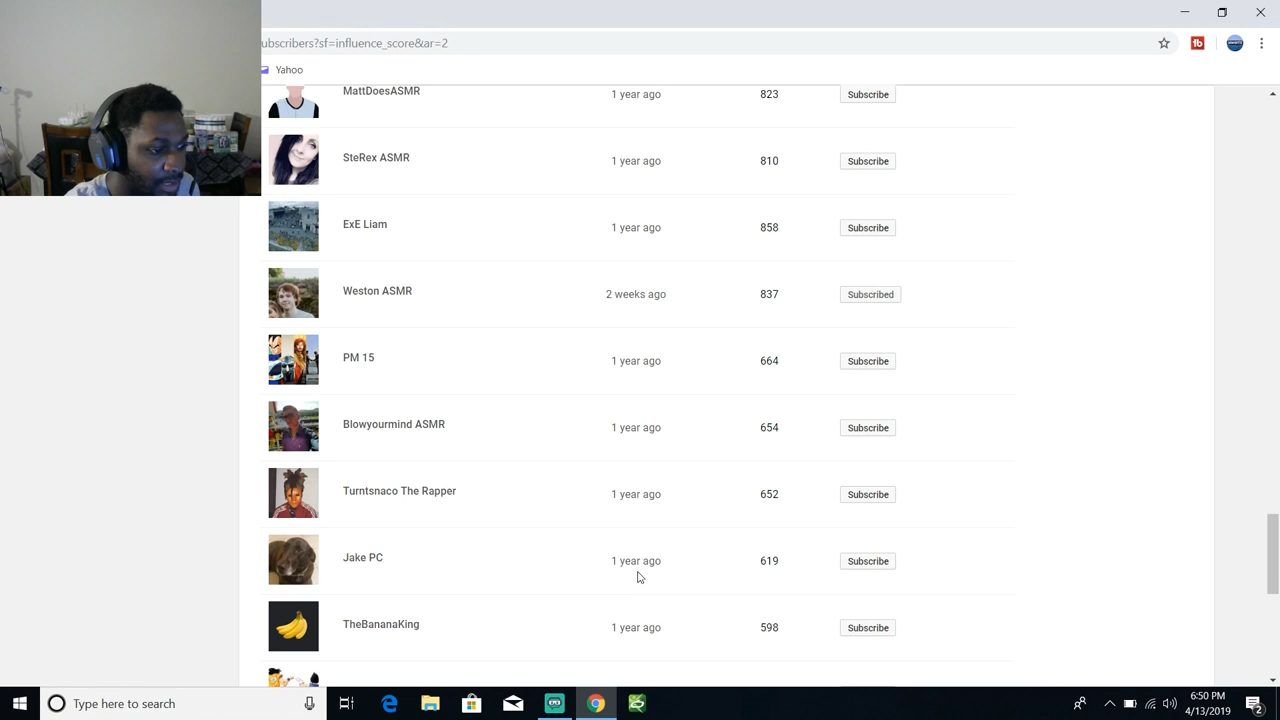 ubscribers?sf=influence_score&ar=2
Yahoo
MattDoesASMR 1 year ago 823 Subscribe
SteRex ASMR 1 year ago 810 Subscribe
ExE Liam 1 year ago 858 Subscribe
Weston ASMR 2 weeks ago 837 Subscribed
PM 15 1 year ago 664 Subscribe
Blowyourmind ASMR 1 year ago 654 Subscribe
Turntsnaco The Rapper 1 year ago 652 Subscribe
Jake PC 1 year ago 619 Subscribe
TheBananaKing 1 year ago 598 Subscribe
Type here to search
6:50 PM
4/13/2019
2